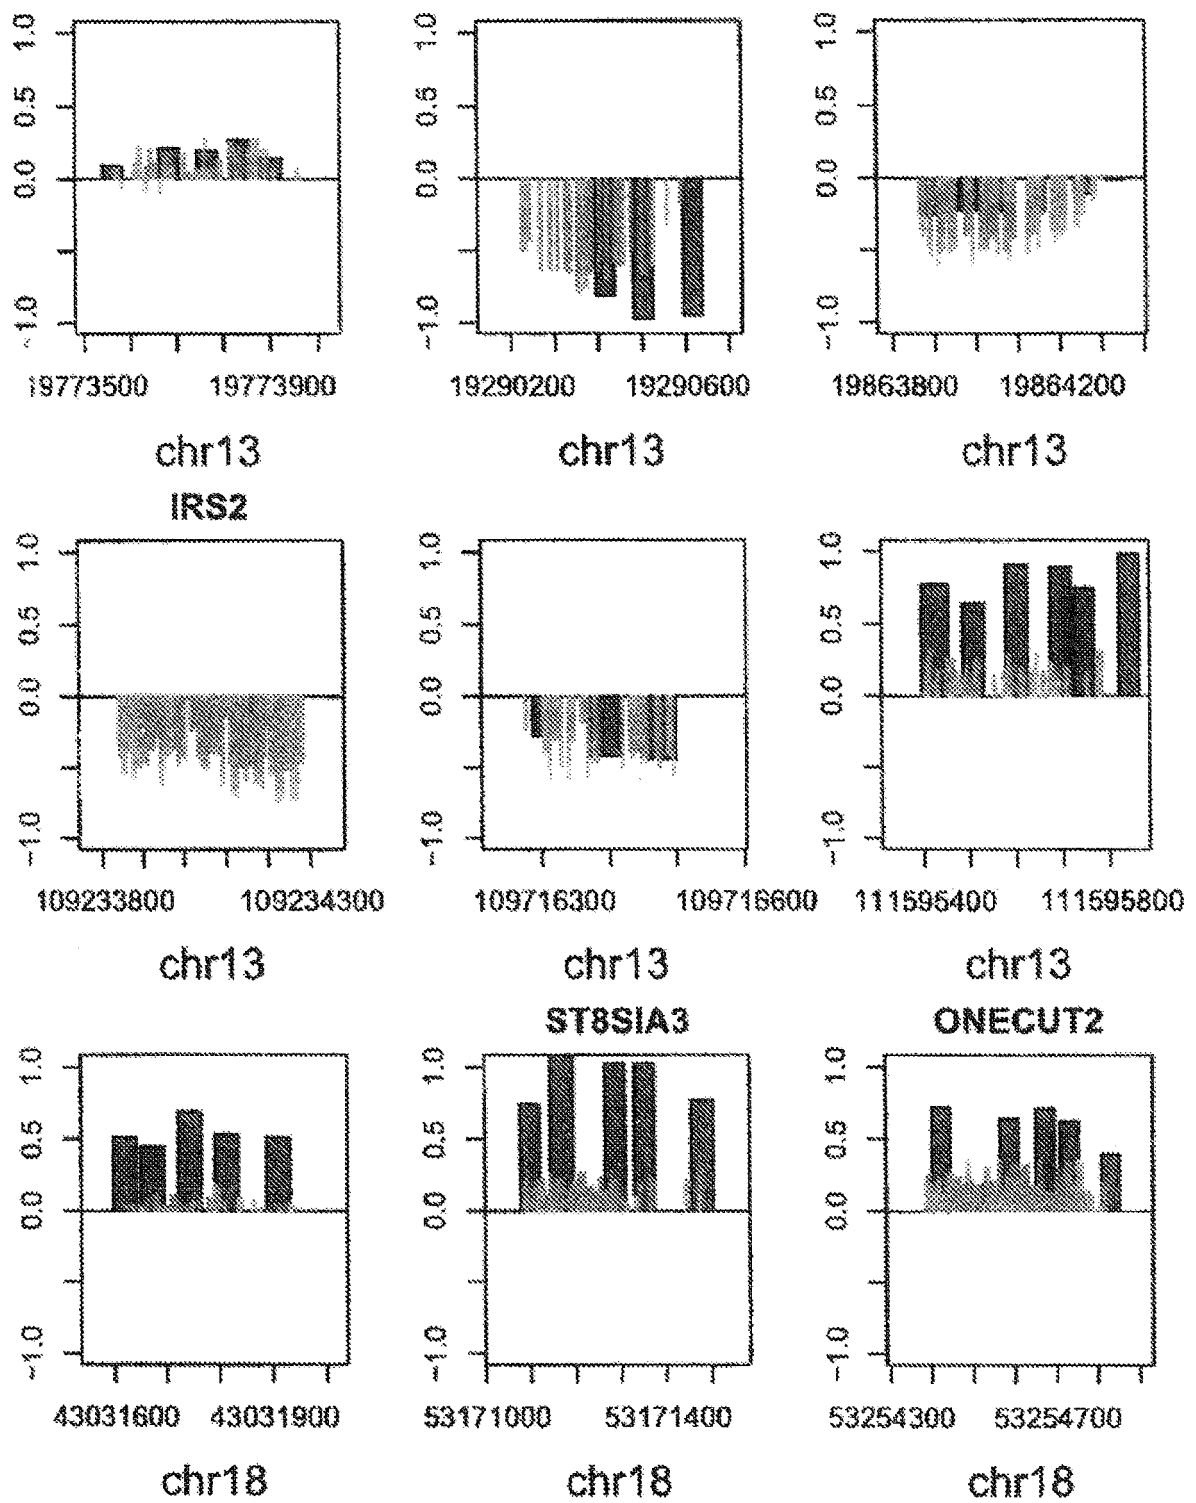 1.0 0.5 0.0 -1.0
1.0 0.5 0.0 -1.0
1.0 0.5 0.0 -1.0
19773500 19773900
19290200 19290600
19863800 19864200
chr13
chr13
chr13
IRS2
1.0 0.5 0.0 -1.0
1.0 0.5 0.0 -1.0
1.0 0.5 0.0 -1.0
109233800 109234300
109716300 109716600
111595400 111595800
chr13
chr13
chr13
ST8SIA3
ONECUT2
1.0 0.5 0.0 -1.0
1.0 0.5 0.0 -1.0
1.0 0.5 0.0 -1.0
43031600 43031900
53171000 53171400
53254300 53254700
chr18
chr18
chr18